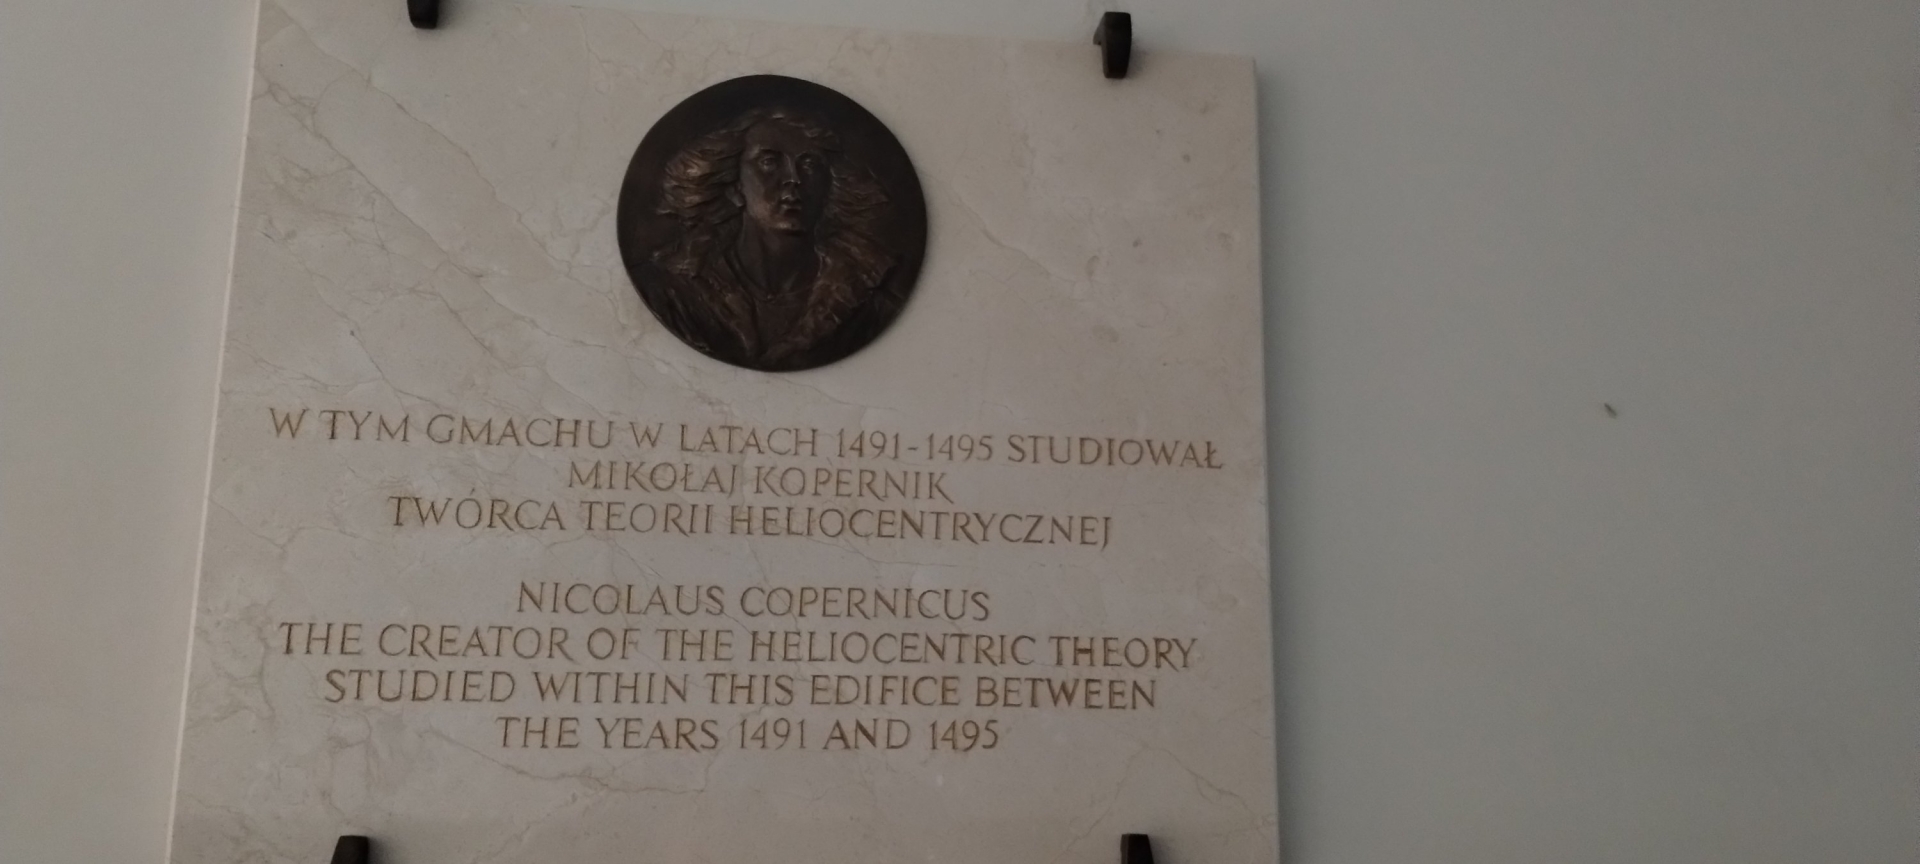 W TYM GMACHU W LATACH 1491-1495 STUDIOWAŁ
MIKOŁAJ KOPERNIK
TWÓRCA TEORII HELIOCENTRYCZNEJ
NICOLAUS COPERNICUS
THE CREATOR OF THE HELIOCENTRIC THEORY
STUDIED WITHIN THIS EDIFICE BETWEEN
THE YEARS 1491 AND 1495